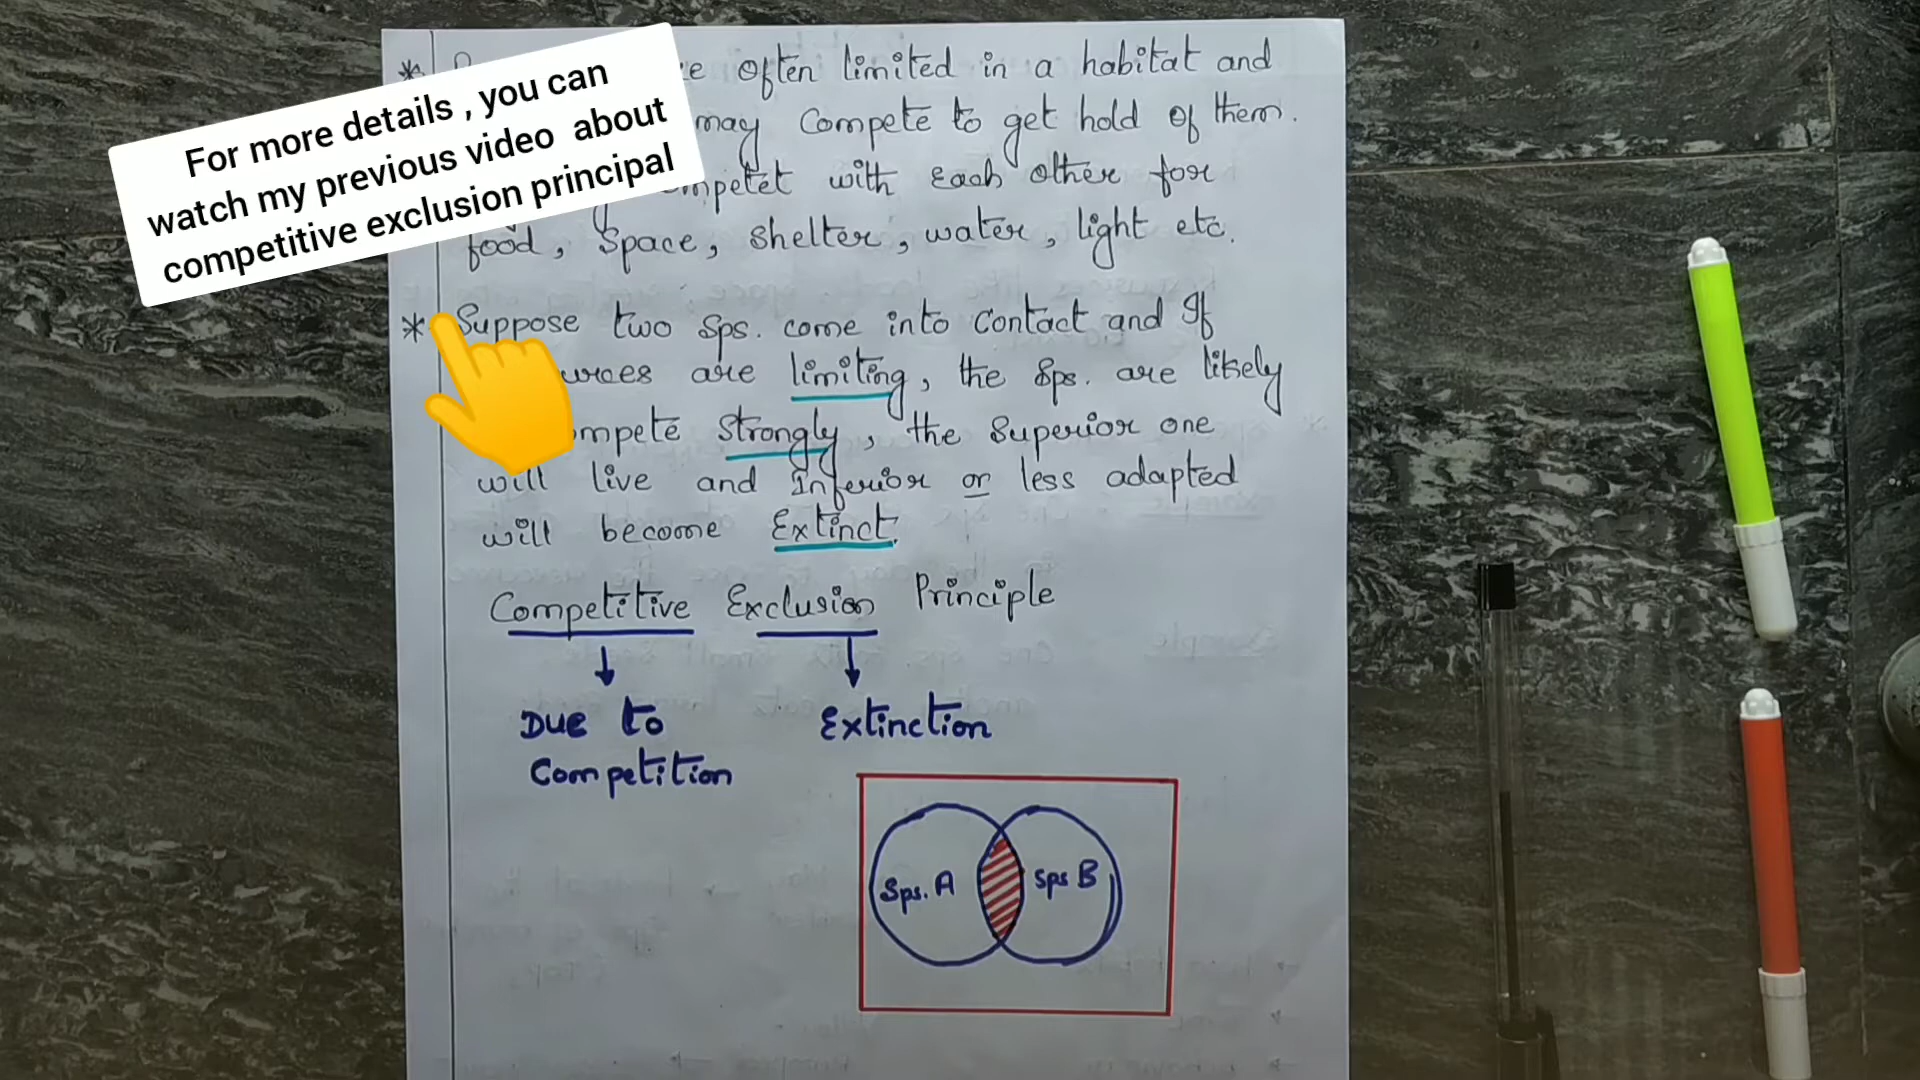 For more details , you can
watch my previous video about
competitive exclusion principal
* often limited in a habitat and
may Compete to get hold of them.
with each other for
food, Space, shelter, water, light etc.
* Suppose two sps. come into Contact and If
are limiting, the sps. are likely
strongly, the Superior one
will live and Inferior or less adapted
will become Extinct.
Competitive Exclusion Principle
Due to Extinction
Competition
Sps. A sps B